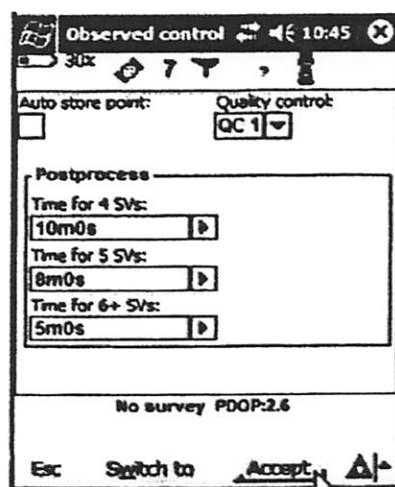 Observed control 10:45
30x 7
Auto store point: Quality control:
QC 1
Postprocess
Time for 4 SVs:
10m0s
Time for 5 SVs:
8m0s
Time for 6+ SVs:
5m0s
No survey PDOP:2.6
Esc Switch to Accept